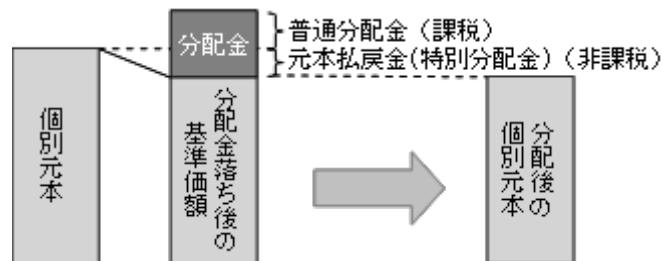 分配金
普通分配金（課税）
元本払戻金(特別分配金)（非課税）
個別元本
分配金落ち後の
基準価額
分配後の
個別元本